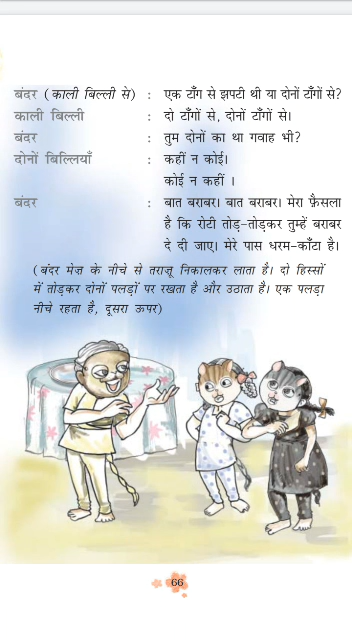 बंदर (काली बिल्ली से) : एक टाँग से झपटी थी या दोनों टाँगों से?
काली बिल्ली : दो टाँगों से, दोनों टाँगों से।
बंदर : तुम दोनों का था गवाह भी?
दोनों बिल्लियाँ : कहीं न कोई।
कोई न कहीं ।
बंदर : बात बराबर। बात बराबर। मेरा फ़ैसला
है कि रोटी तोड़-तोड़कर तुम्हें बराबर
दे दी जाए। मेरे पास धरम-काँटा है।
(बंदर मेज़ के नीचे से तराज़ू निकालकर लाता है। दो हिस्सों
में तोड़कर दोनों पलड़ों पर रखता है और उठाता है। एक पलड़ा
नीचे रहता है, दूसरा ऊपर)
66